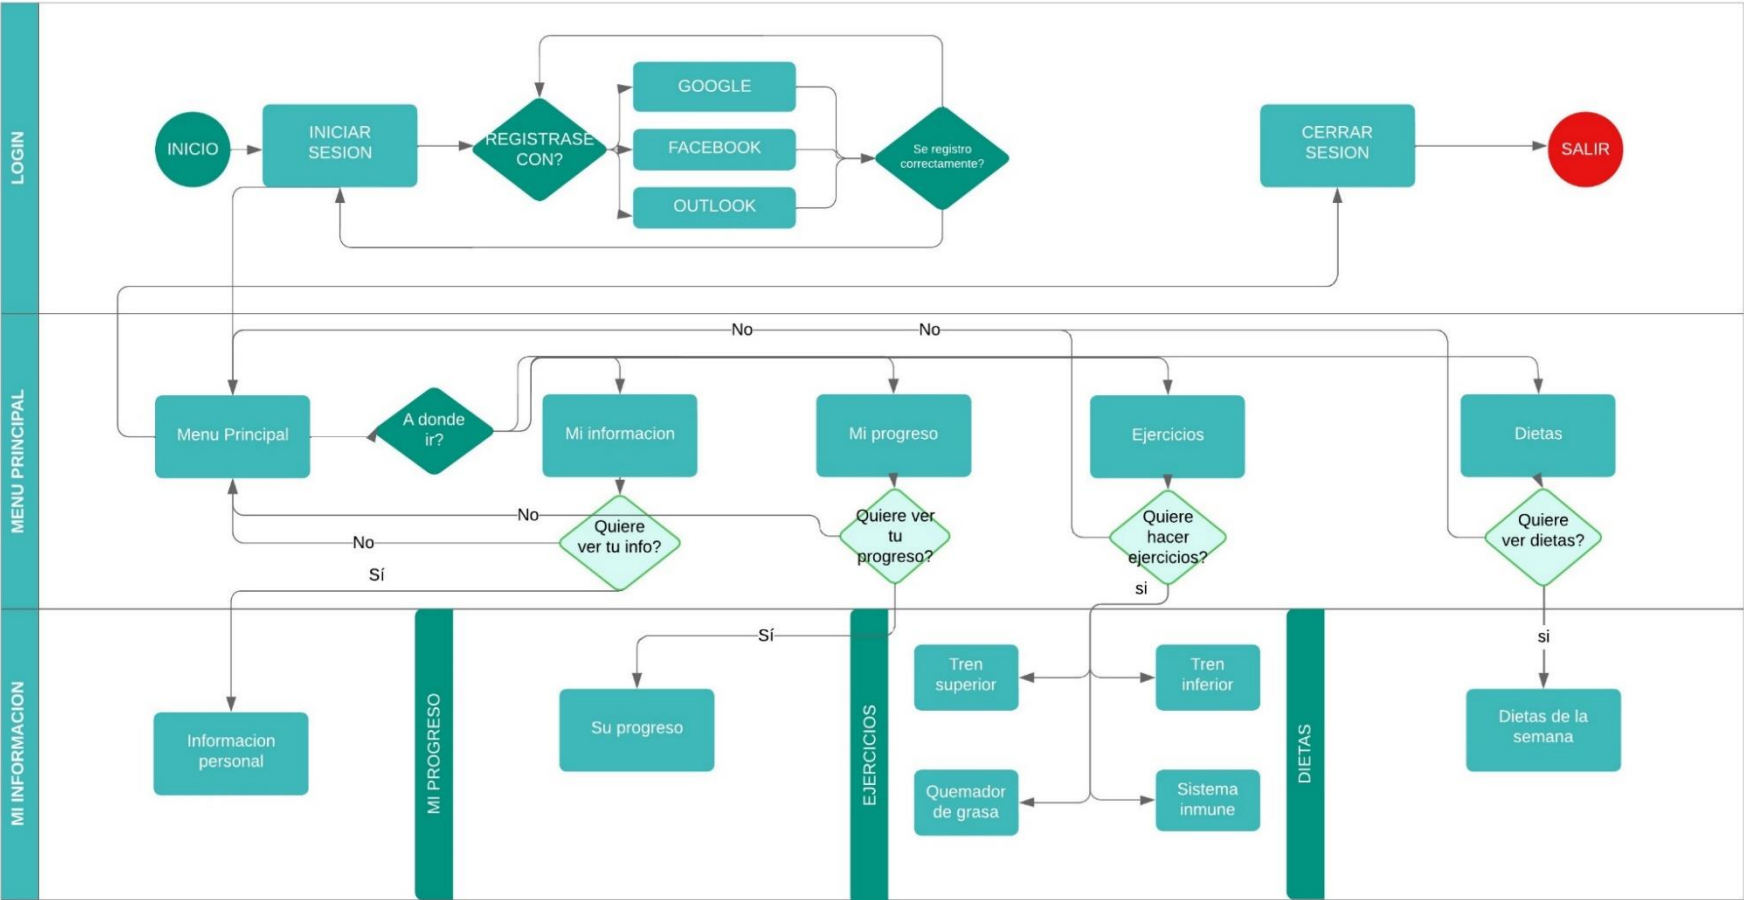 LOGIN
INICIO
INICIAR
SESION
REGISTRASE
CON?
GOOGLE
FACEBOOK
OUTLOOK
Se registro
correctamente?
CERRAR
SESION
SALIR
MENU PRINCIPAL
No
No
Menu Principal
A donde
ir?
Mi informacion
Mi progreso
Ejercicios
Dietas
No
No
Quiere
ver tu info?
Quiere ver
tu
progreso?
Quiere
hacer
ejercicios?
Quiere
ver dietas?
Sí
si
Sí
si
MI INFORMACION
Informacion
personal
MI PROGRESO
Su progreso
EJERCICIOS
Tren
superior
Tren
inferior
Quemador
de grasa
Sistema
inmune
DIETAS
Dietas de la
semana